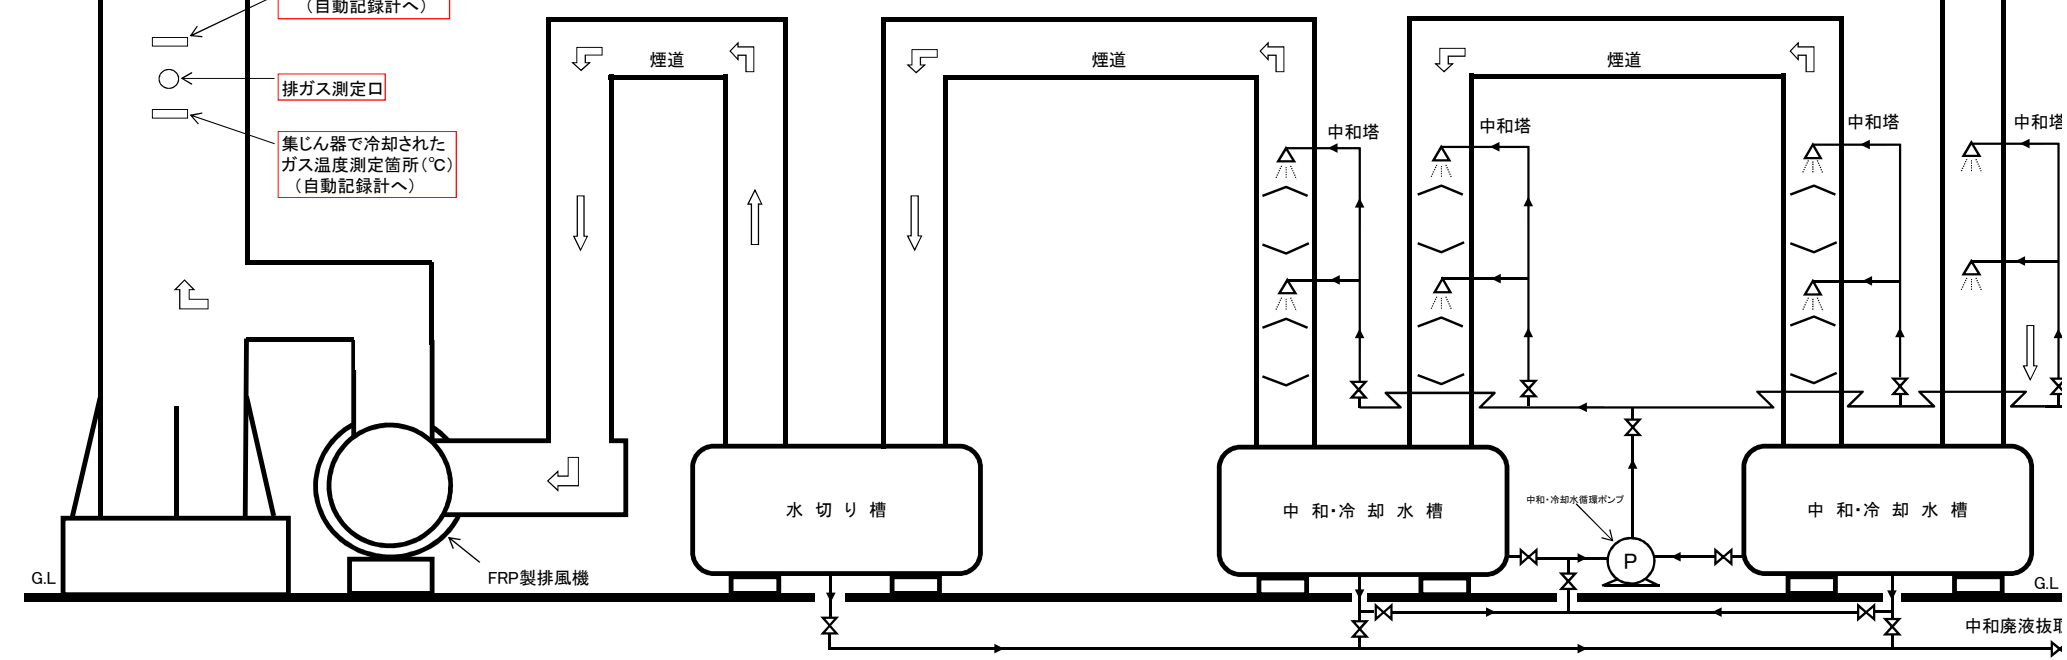 （自動記録計へ）
排ガス測定口
集じん器で冷却された
ガス温度測定箇所(℃)
（自動記録計へ）
煙道
煙道
煙道
中和塔
中和塔
中和塔
中和塔
水切り槽
中和・冷却水槽
中和・冷却水循環ポンプ
P
中和・冷却水槽
FRP製排風機
G.L
G.L
中和廃液抜取